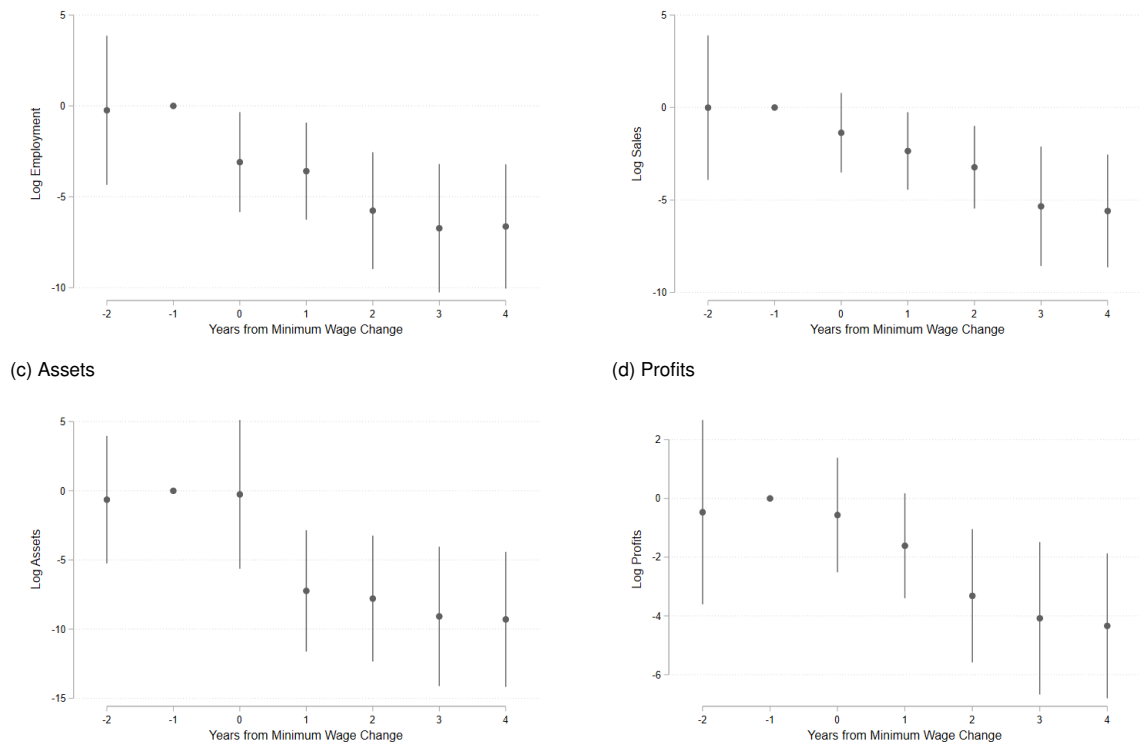 5
0
-5
-10
Log Employment
-2 -1 0 1 2 3 4
Years from Minimum Wage Change
5
0
-5
-10
Log Sales
-2 -1 0 1 2 3 4
Years from Minimum Wage Change
(c) Assets
(d) Profits
5
0
-5
-10
-15
Log Assets
-2 -1 0 1 2 3 4
Years from Minimum Wage Change
2
0
-2
-4
-6
Log Profits
-2 -1 0 1 2 3 4
Years from Minimum Wage Change